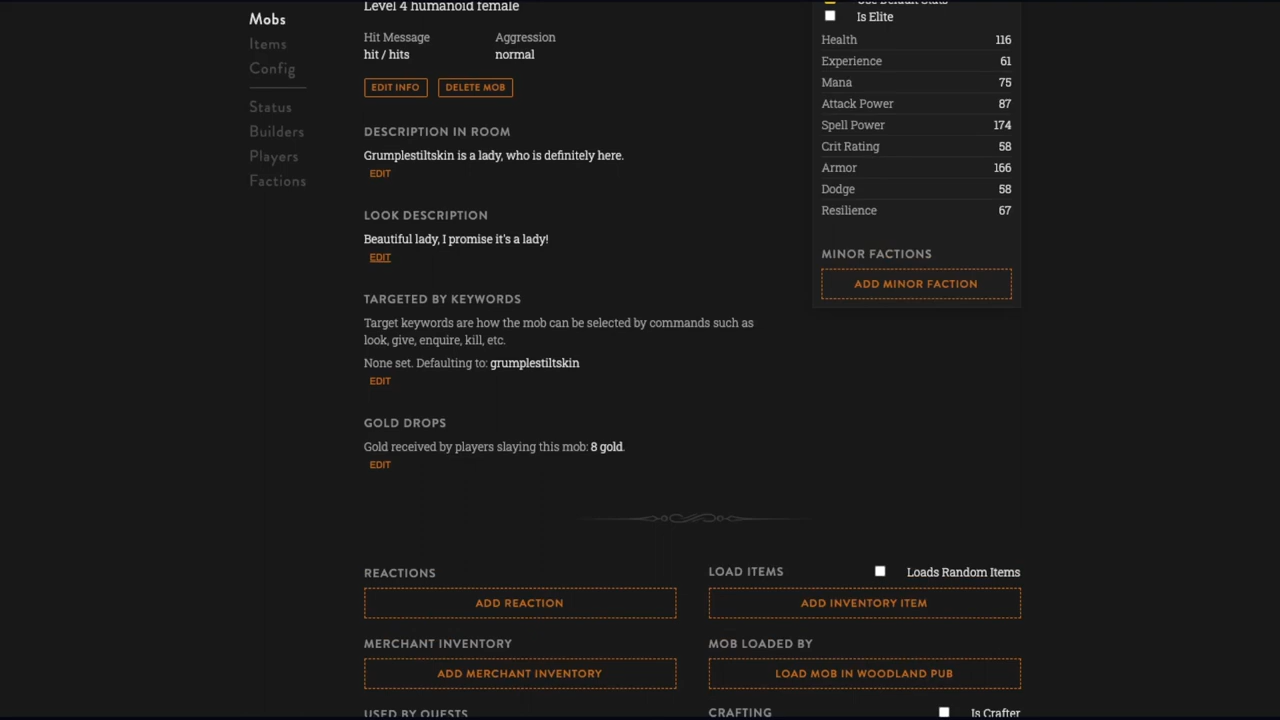 Mobs
Items
Config
Status
Builders
Players
Factions
Level 4 humanoid female
Hit Message
hit / hits
Aggression
normal
EDIT INFO
DELETE MOB
DESCRIPTION IN ROOM
Grumplestiltskin is a lady, who is definitely here.
EDIT
LOOK DESCRIPTION
Beautiful lady, I promise it's a lady!
EDIT
TARGETED BY KEYWORDS
Target keywords are how the mob can be selected by commands such as
look, give, enquire, kill, etc.
None set. Defaulting to: grumplestiltskin
EDIT
GOLD DROPS
Gold received by players slaying this mob: 8 gold.
EDIT
Use Default Stats
Is Elite
Health 116
Experience 61
Mana 75
Attack Power 87
Spell Power 174
Crit Rating 58
Armor 166
Dodge 58
Resilience 67
MINOR FACTIONS
ADD MINOR FACTION
REACTIONS
ADD REACTION
LOAD ITEMS
Loads Random Items
ADD INVENTORY ITEM
MERCHANT INVENTORY
ADD MERCHANT INVENTORY
MOB LOADED BY
LOAD MOB IN WOODLAND PUB
USED BY QUESTS
CRAFTING
Is Crafter